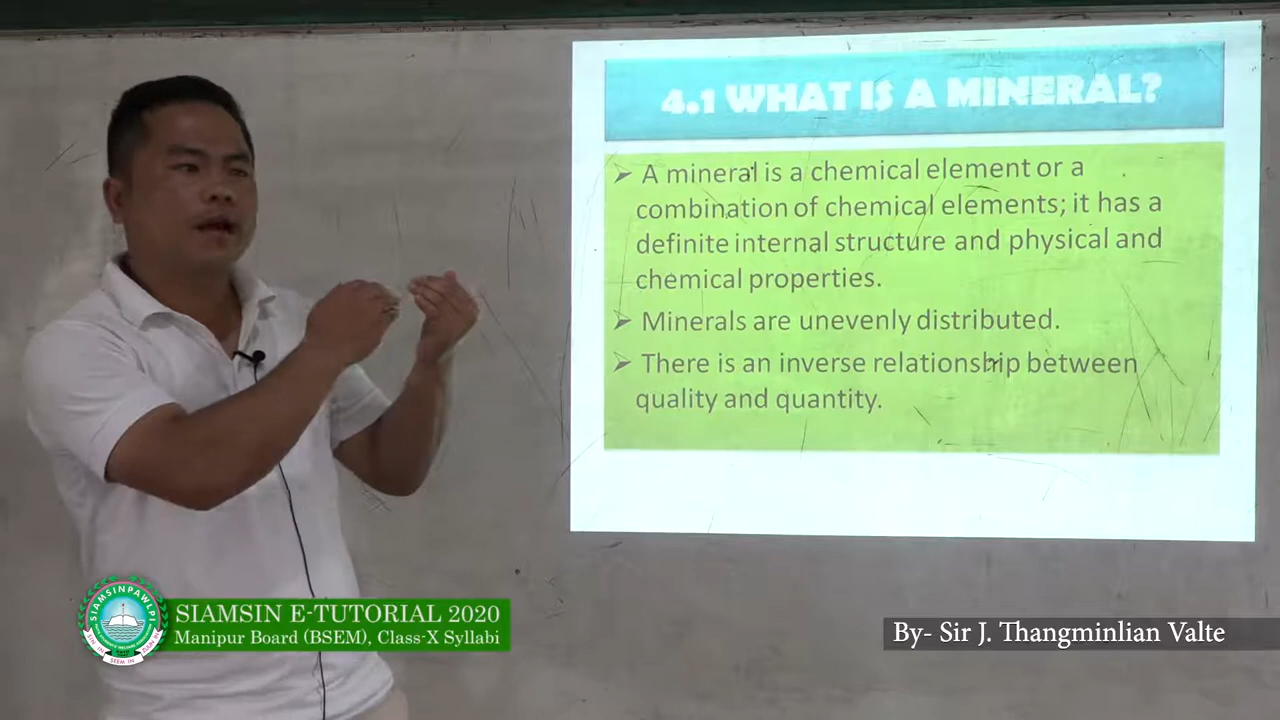 4.1 WHAT IS A MINERAL?
➢ A mineral is a chemical element or a
combination of chemical elements; it has a
definite internal structure and physical and
chemical properties.
➢ Minerals are unevenly distributed.
➢ There is an inverse relationship between
quality and quantity.
SIAMSINPAWLPI
SIAMSIN E-TUTORIAL 2020
Manipur Board (BSEM), Class-X Syllabi
By- Sir J. Thangminlian Valte